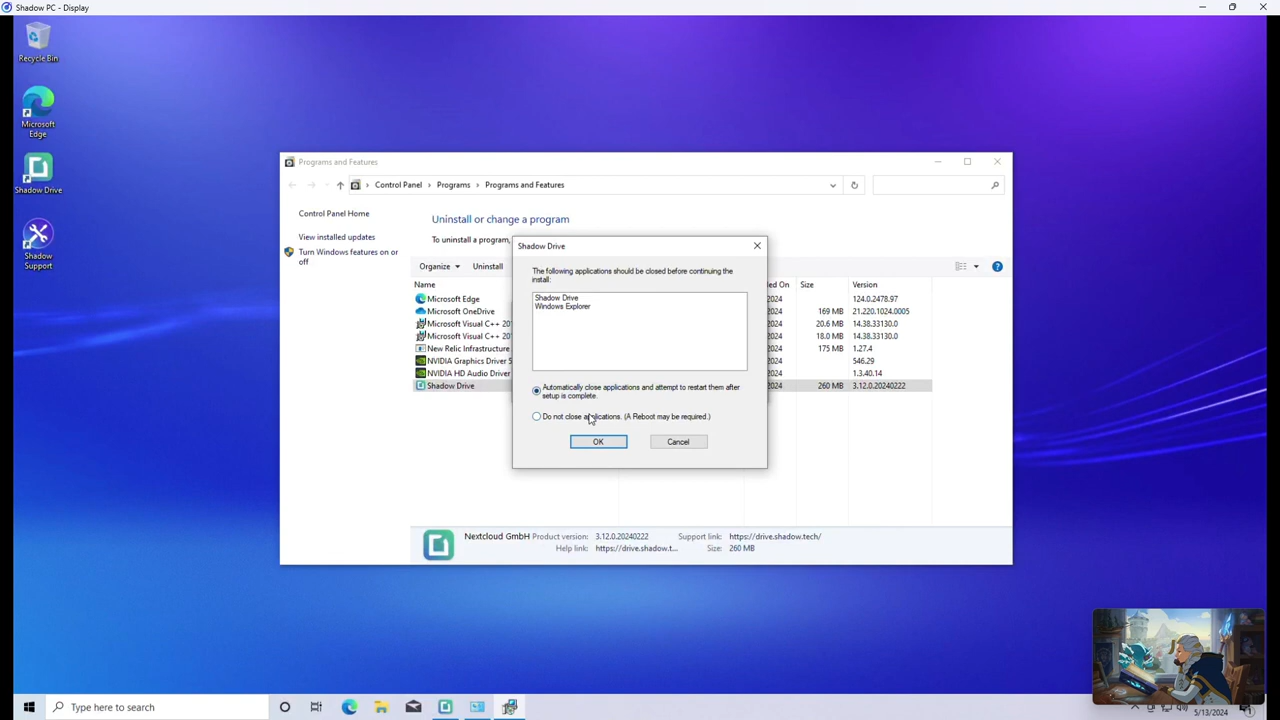 Shadow PC - Display
Recycle Bin
Microsoft
Edge
Shadow Drive
Shadow
Support
Programs and Features
Control Panel
Programs
Programs and Features
Control Panel Home
View installed updates
Turn Windows features on or
off
Uninstall or change a program
To uninstall a program,
Organize
Uninstall
Name
ed On
Size
Version
Microsoft Edge
2024
124.0.2478.97
Microsoft OneDrive
2024
169 MB
21.220.1024.0005
Microsoft Visual C++ 20
2024
20.6 MB
14.38.33130.0
Microsoft Visual C++ 20
2024
18.0 MB
14.38.33130.0
New Relic Infrastructure
2024
175 MB
1.27.4
NVIDIA Graphics Driver 5
2024
546.29
NVIDIA HD Audio Driver
2024
1.3.40.14
Shadow Drive
2024
260 MB
3.12.0.20240222
Shadow Drive
The following applications should be closed before continuing the
install:
Shadow Drive
Windows Explorer
Automatically close applications and attempt to restart them after
setup is complete.
Do not close applications. (A Reboot may be required.)
OK
Cancel
Nextcloud GmbH
Product version: 3.12.0.20240222
Support link: https://drive.shadow.tech/
Help link: https://drive.shadow.t...
Size: 260 MB
Type here to search
5/13/2024